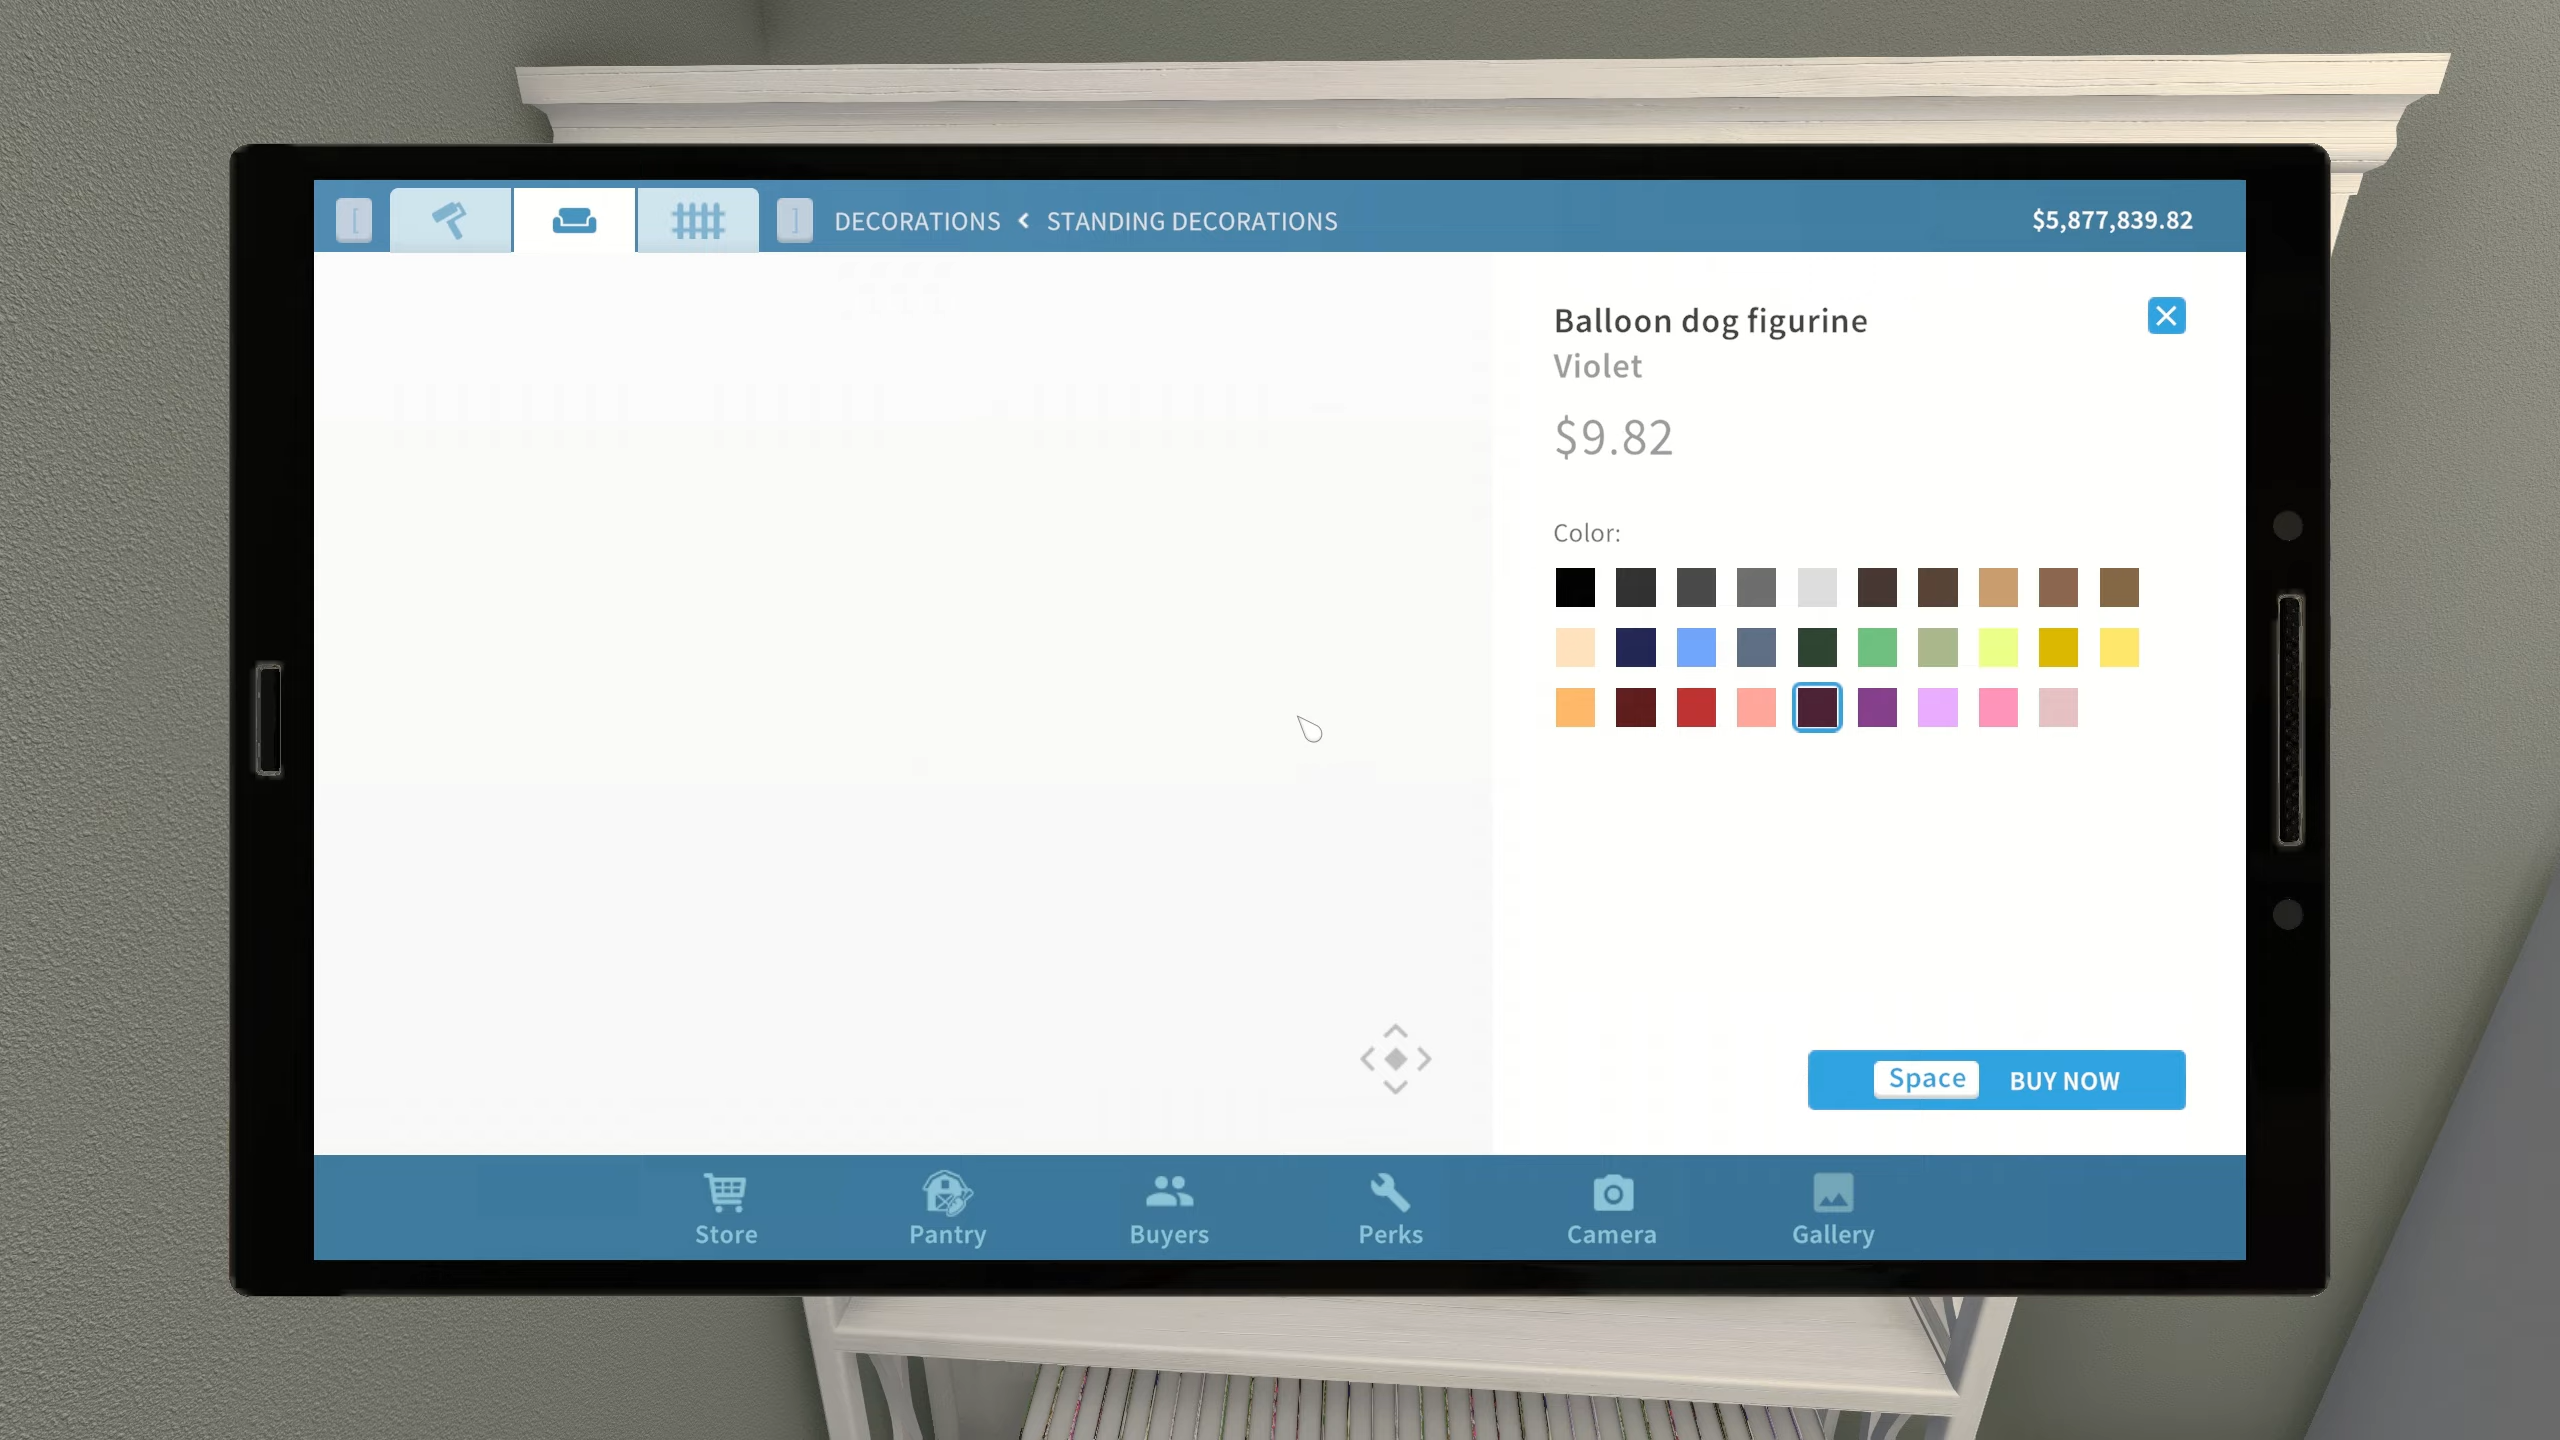 [ ] DECORATIONS < STANDING DECORATIONS $5,877,839.82
Balloon dog figurine
Violet
$9.82
Color:
Space BUY NOW
Store Pantry Buyers Perks Camera Gallery